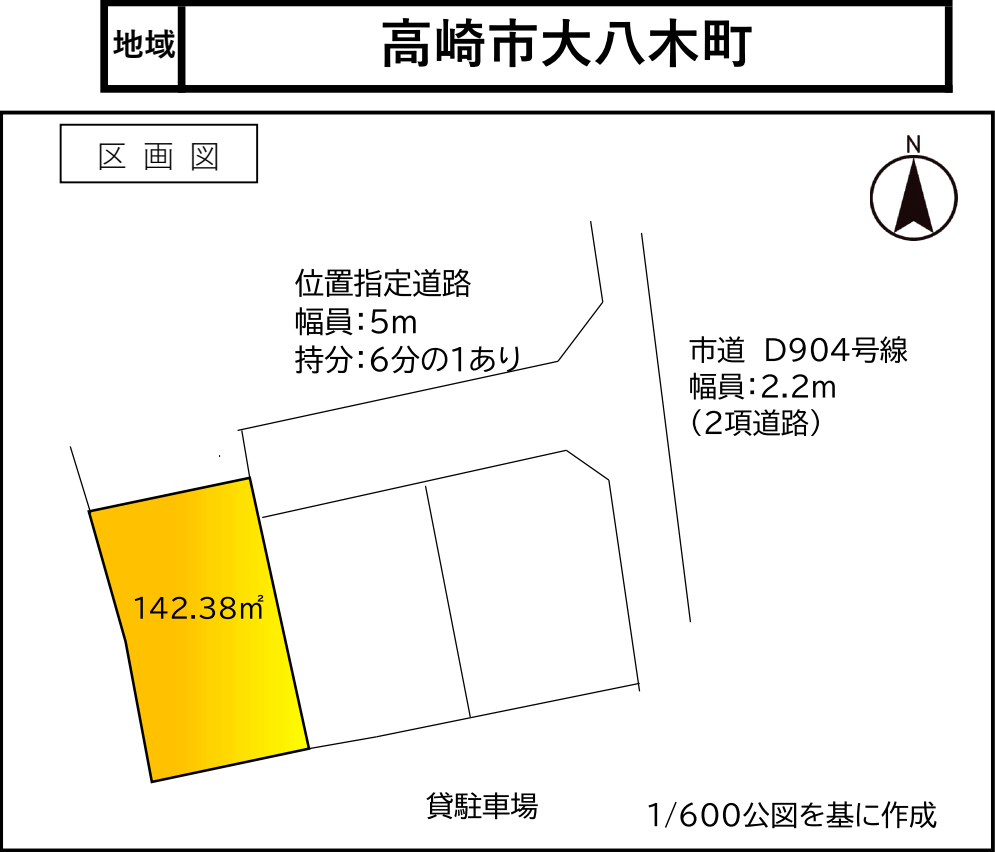 地域
高崎市大八木町
区画図
N
位置指定道路
幅員：5m
持分：6分の1あり
市道　D904号線
幅員：2.2m
（2項道路）
142.38㎡
貸駐車場
1/600公図を基に作成